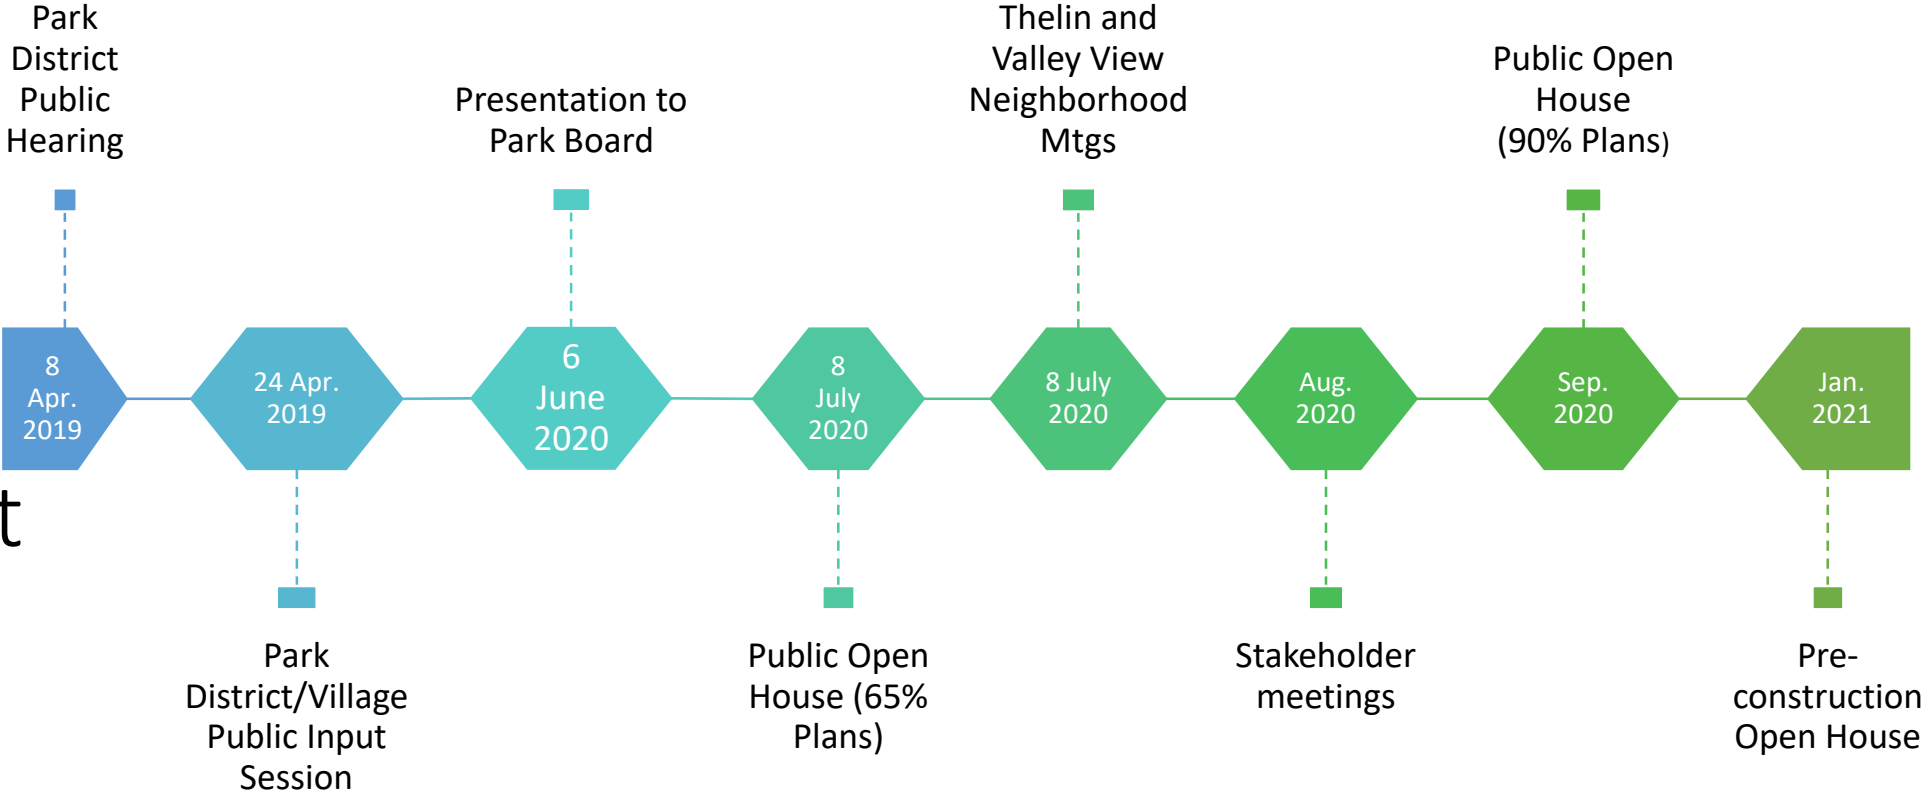 Park
District
Public
Hearing
Presentation to
Park Board
Thelin and
Valley View
Neighborhood
Mtgs
Public Open
House
(90% Plans)
8
Apr.
2019
24 Apr.
2019
6
June
2020
8
July
2020
8 July
2020
Aug.
2020
Sep.
2020
Jan.
2021
t
Park
District/Village
Public Input
Session
Public Open
House (65%
Plans)
Stakeholder
meetings
Pre-
construction
Open House